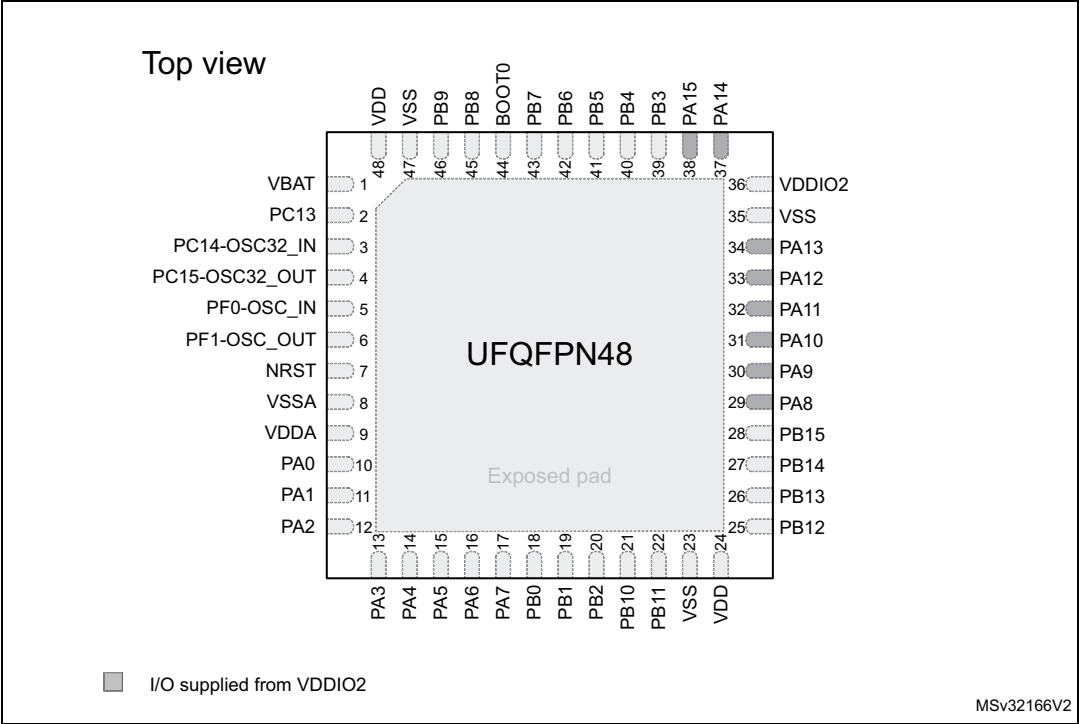 Top view
VDD
VSS
PB9
PB8
BOOT0
PB7
PB6
PB5
PB4
PB3
PA15
PA14
48
47
46
45
44
43
42
41
40
39
38
37
VBAT 1
PC13 2
PC14-OSC32_IN 3
PC15-OSC32_OUT 4
PF0-OSC_IN 5
PF1-OSC_OUT 6
NRST 7
VSSA 8
VDDA 9
PA0 10
PA1 11
PA2 12
UFQFPN48
Exposed pad
36 VDDIO2
35 VSS
34 PA13
33 PA12
32 PA11
31 PA10
30 PA9
29 PA8
28 PB15
27 PB14
26 PB13
25 PB12
13
14
15
16
17
18
19
20
21
22
23
24
PA3
PA4
PA5
PA6
PA7
PB0
PB1
PB2
PB10
PB11
VSS
VDD
I/O supplied from VDDIO2
MSv32166V2